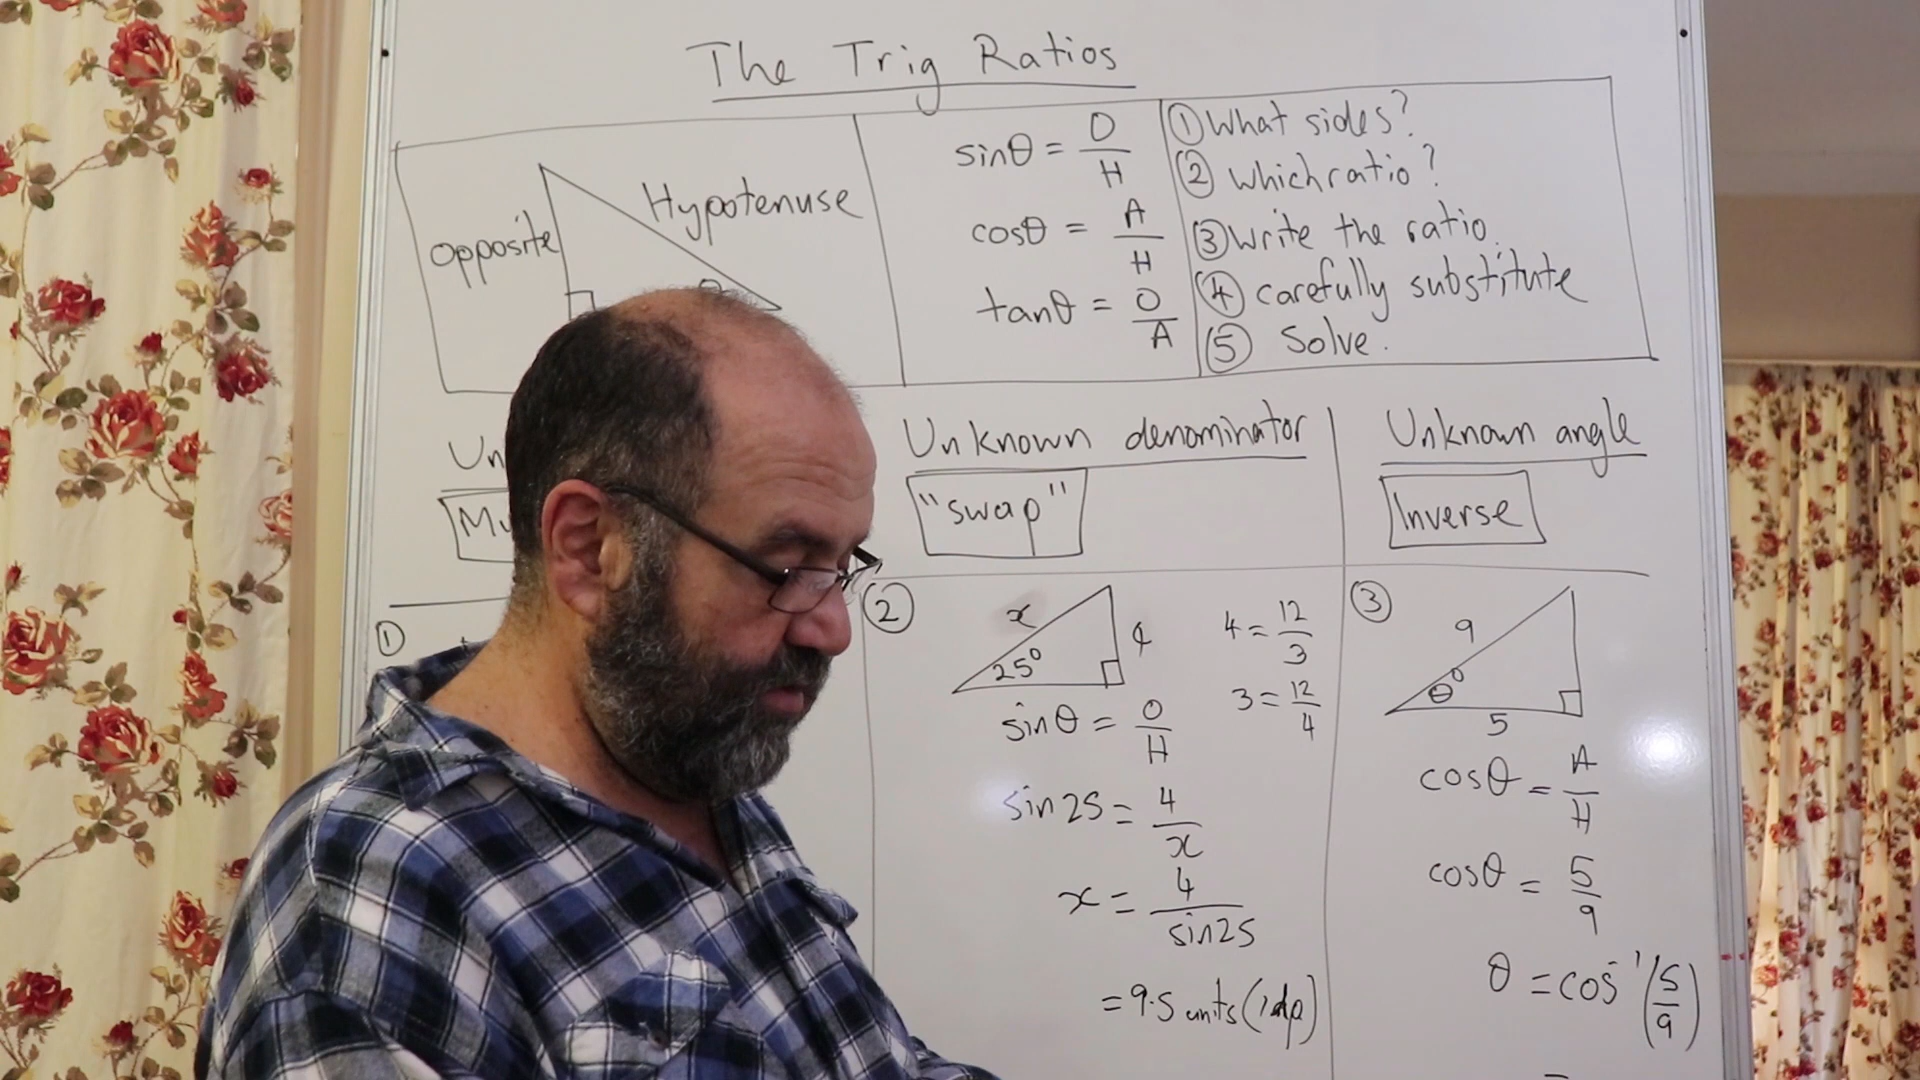 The Trig Ratios
Opposite
Hypotenuse
sinθ = O/H
cosθ = A/H
tanθ = O/A
① What sides?
② which ratio?
③ Write the ratio.
④ carefully substitute
⑤ Solve.
Unknown denominator
"swap"
Unknown angle
Inverse
①
②
x
25°
4
4 = 12/3
3 = 12/4
sinθ = O/H
sin25 = 4/x
x = 4/sin25
= 9.5 units (1dp)
③
9
θ°
5
cosθ = A/H
cosθ = 5/9
θ = cos⁻¹(5/9)